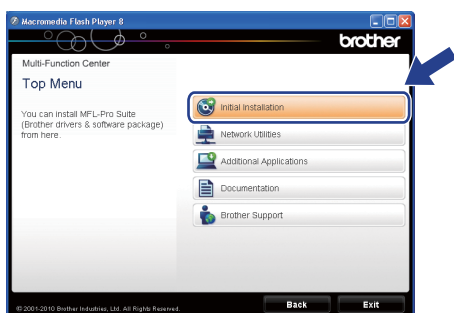 Macromedia Flash Player 8
brother
Multi-Function Center
Top Menu
You can install MFL-Pro Suite
(Brother drivers & software package)
from here.
Initial Installation
Network Utilities
Additional Applications
Documentation
Brother Support
© 2001-2010 Brother Industries, Ltd. All Rights Reserved.
Back
Exit